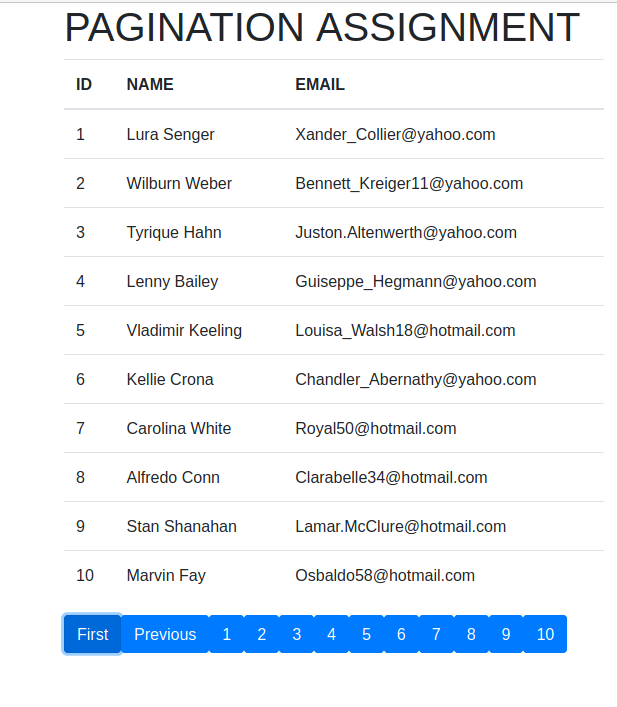 PAGINATION ASSIGNMENT
ID NAME EMAIL
1 Lura Senger Xander_Collier@yahoo.com
2 Wilburn Weber Bennett_Kreiger11@yahoo.com
3 Tyrique Hahn Juston.Altenwerth@yahoo.com
4 Lenny Bailey Guiseppe_Hegmann@yahoo.com
5 Vladimir Keeling Louisa_Walsh18@hotmail.com
6 Kellie Crona Chandler_Abernathy@yahoo.com
7 Carolina White Royal50@hotmail.com
8 Alfredo Conn Clarabelle34@hotmail.com
9 Stan Shanahan Lamar.McClure@hotmail.com
10 Marvin Fay Osbaldo58@hotmail.com
First Previous 1 2 3 4 5 6 7 8 9 10